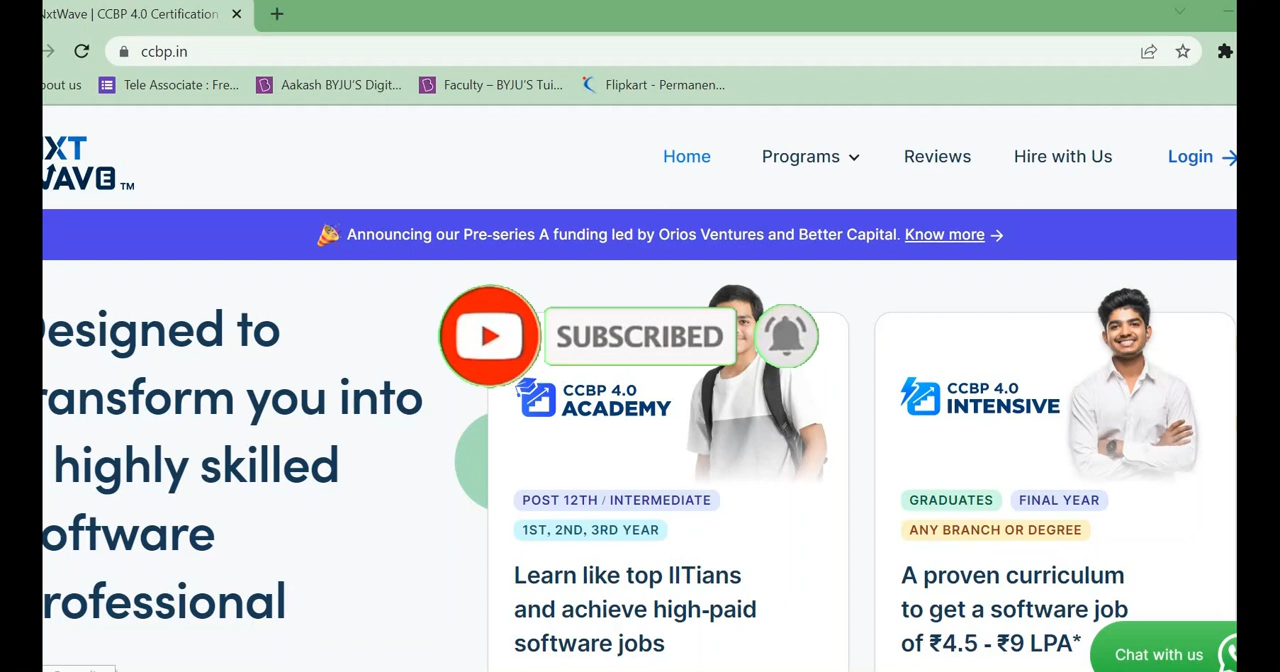 NxtWave | CCBP 4.0 Certification
ccbp.in
bout us
Tele Associate : Fre...
Aakash BYJU'S Digit...
Faculty – BYJU'S Tui...
Flipkart - Permanen...
XT
WAVE TM
Home
Programs
Reviews
Hire with Us
Login
Announcing our Pre-series A funding led by Orios Ventures and Better Capital. Know more
esigned to
ransform you into
highly skilled
oftware
rofessional
SUBSCRIBED
CCBP 4.0
ACADEMY
POST 12TH / INTERMEDIATE
1ST, 2ND, 3RD YEAR
Learn like top IITians
and achieve high-paid
software jobs
CCBP 4.0
INTENSIVE
GRADUATES
FINAL YEAR
ANY BRANCH OR DEGREE
A proven curriculum
to get a software job
of ₹4.5 - ₹9 LPA*
Chat with us